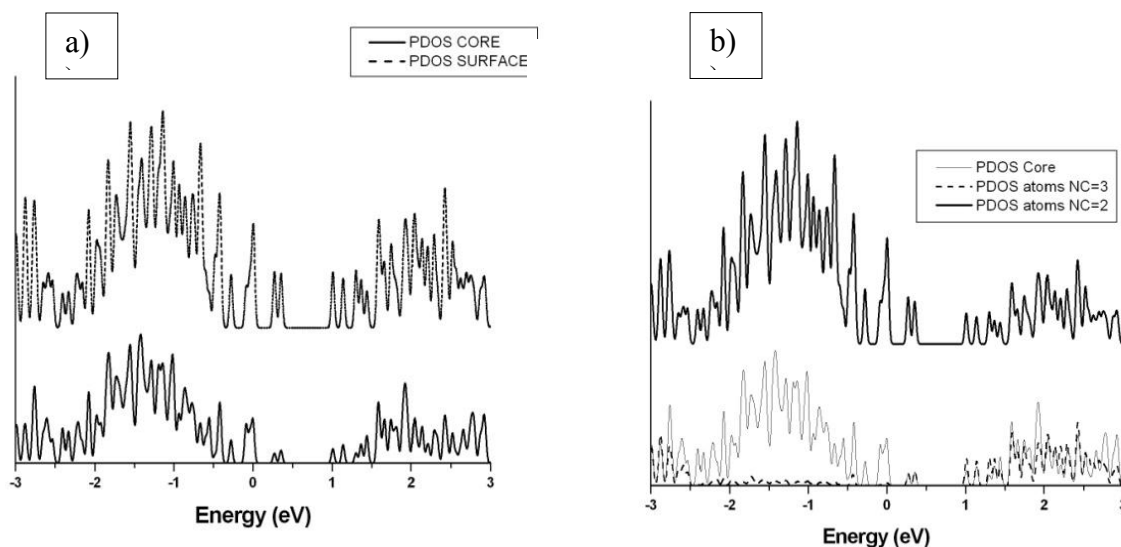 a)
、
PDOS CORE
PDOS SURFACE
-3 -2 -1 0 1 2 3
Energy (eV)
b)
、
PDOS Core
PDOS atoms NC=3
PDOS atoms NC=2
-3 -2 -1 0 1 2 3
Energy (eV)